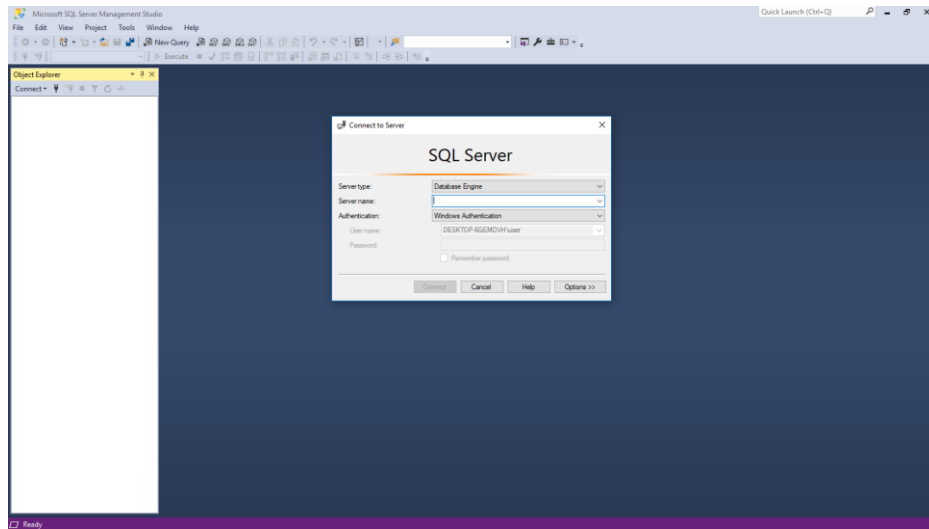 Microsoft SQL Server Management Studio
Quick Launch (Ctrl+Q)
File Edit View Project Tools Window Help
New Query
Execute
Object Explorer
Connect
Connect to Server
SQL Server
Server type: Database Engine
Server name:
Authentication: Windows Authentication
User name: DESKTOP-6GEMDVH\user
Password:
Remember password
Connect Cancel Help Options >>
Ready